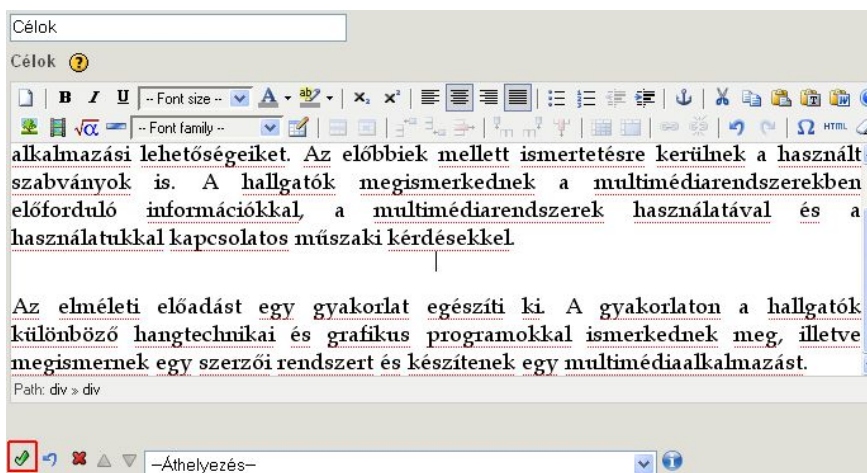 Célok
Célok
B I U -- Font size -- A ab x₂ x²
√α -- Font family -- Ω HTML
alkalmazási lehetőségeiket. Az előbbiek mellett ismertetésre kerülnek a használt
szabványok is. A hallgatók megismerkednek a multimédiarendszerekben
előforduló információkkal, a multimédiarendszerek használatával és a
használatukkal kapcsolatos műszaki kérdésekkel.
Az elméleti előadást egy gyakorlat egészíti ki. A gyakorlaton a hallgatók
különböző hangtechnikai és grafikus programokkal ismerkednek meg, illetve
megismernek egy szerzői rendszert és készítenek egy multimédiaalkalmazást.
Path: div » div
--Áthelyezés--